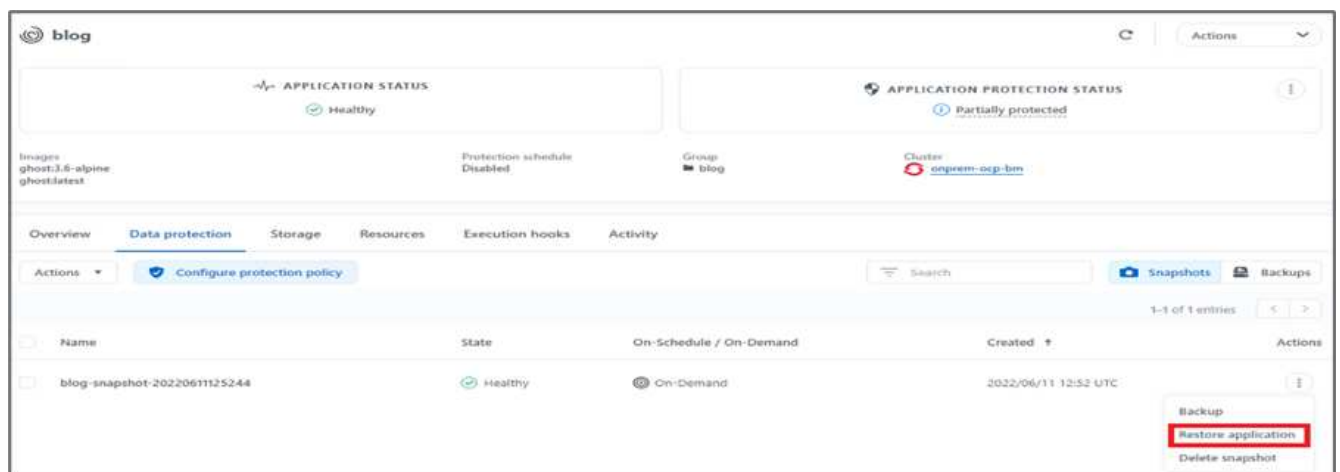 blog
Actions
APPLICATION STATUS
Healthy
APPLICATION PROTECTION STATUS
Partially protected
Images
ghost:3.6-alpine
ghost:latest
Protection schedule
Disabled
Group
blog
Cluster
onprem-ocp-bm
Overview Data protection Storage Resources Execution hooks Activity
Actions Configure protection policy Search Snapshots Backups
1-1 of 1 entries < >
Name State On-Schedule / On-Demand Created ↑ Actions
blog-snapshot-20220611125244 Healthy On-Demand 2022/06/11 12:52 UTC
Backup
Restore application
Delete snapshot